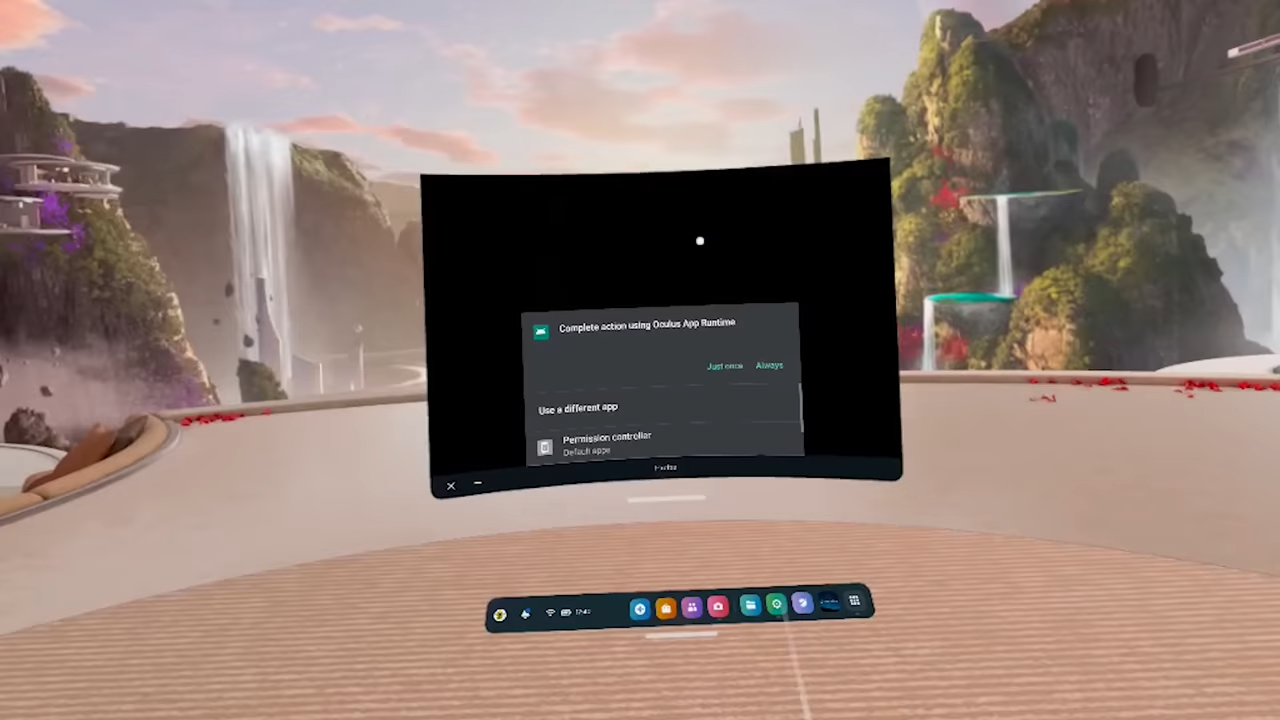 Complete action using Oculus App Runtime
Just once Always
Use a different app
Permission controller
Default apps